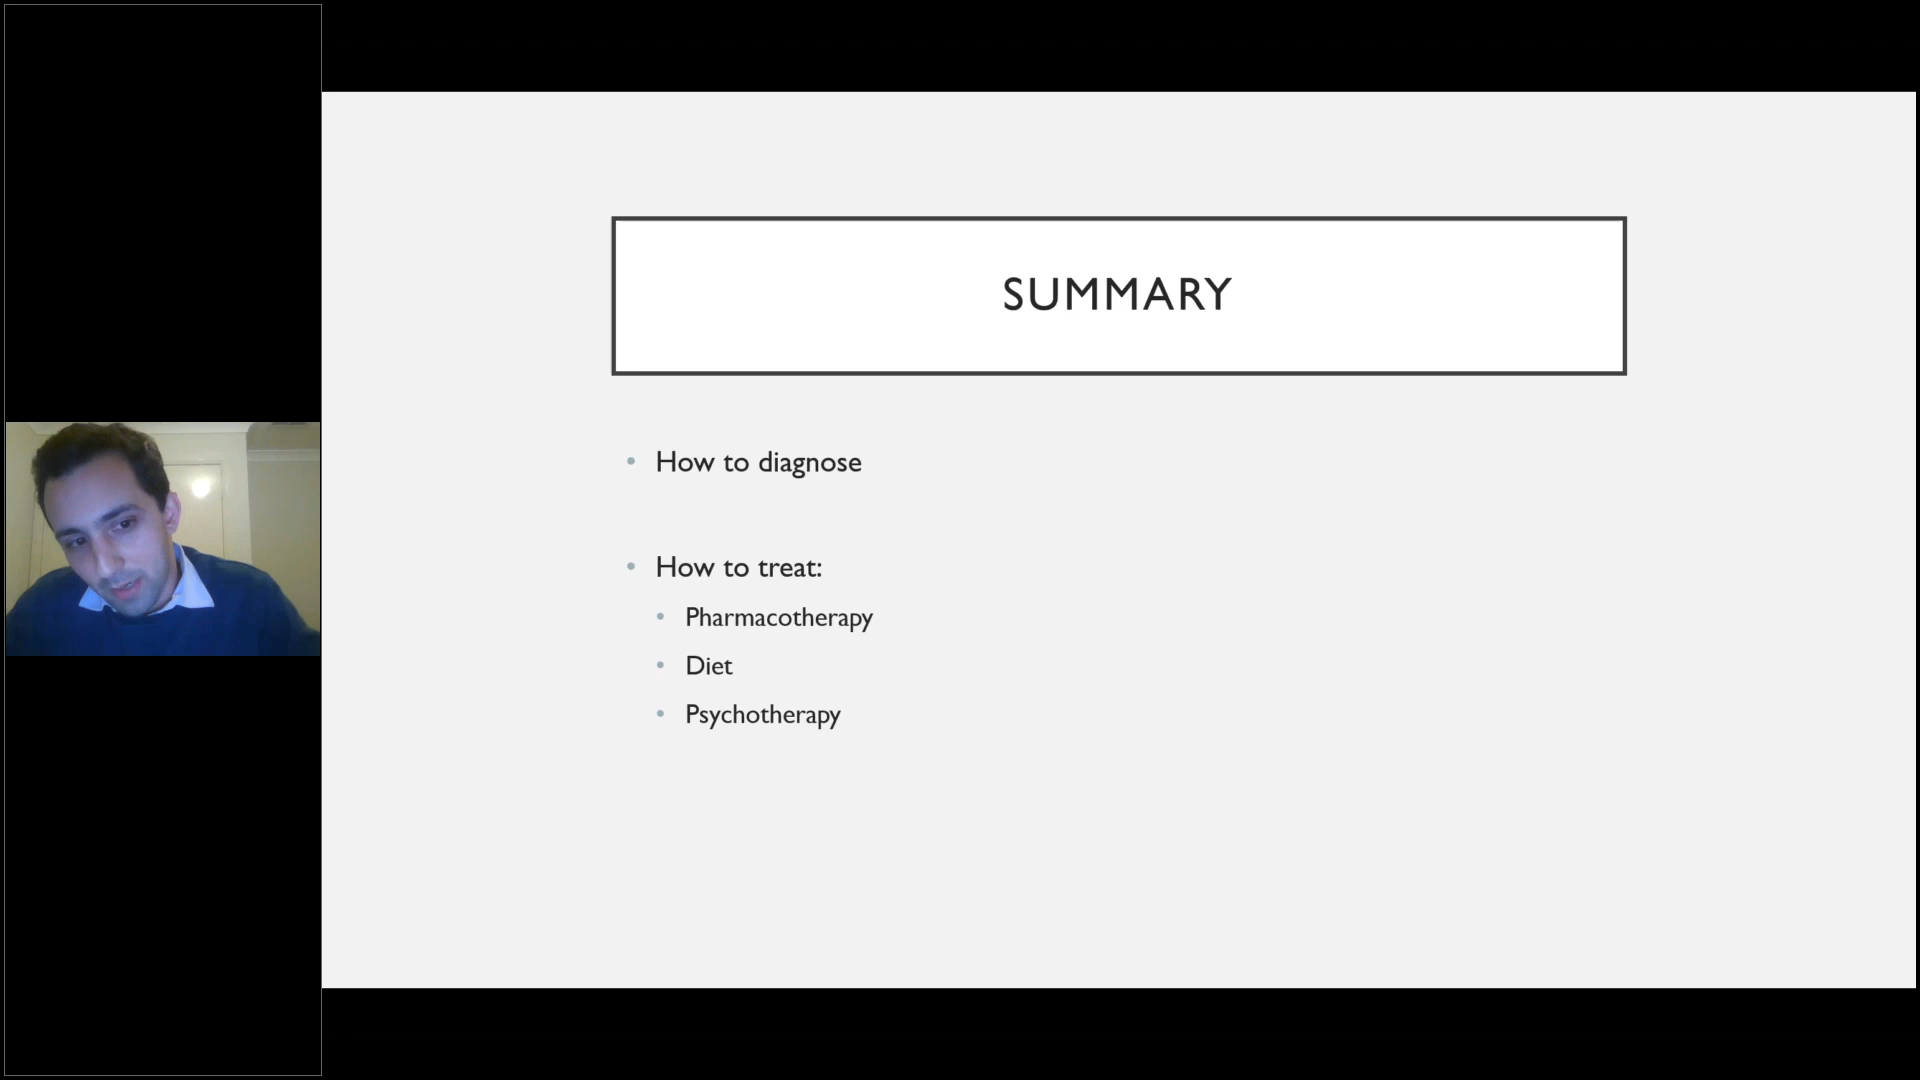 SUMMARY
• How to diagnose
• How to treat:
• Pharmacotherapy
• Diet
• Psychotherapy